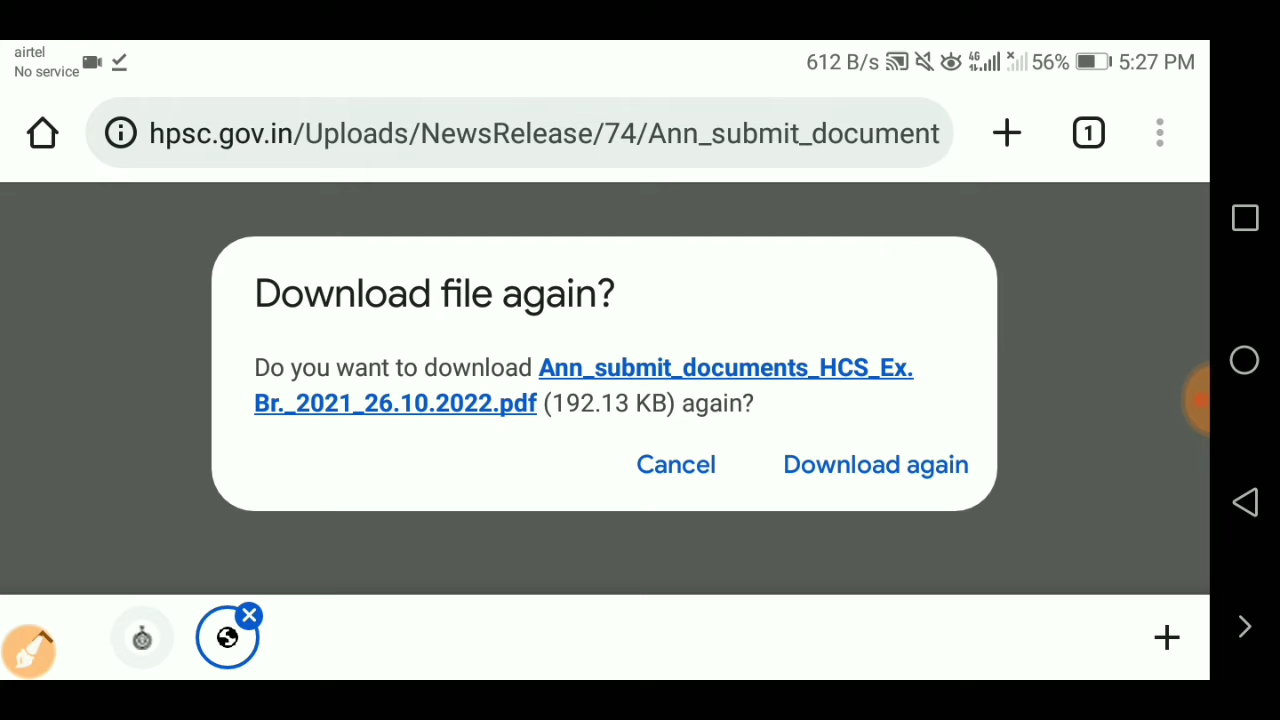 airtel
No service
612 B/s 4G 56% 5:27 PM
hpsc.gov.in/Uploads/NewsRelease/74/Ann_submit_document
1
Download file again?
Do you want to download Ann_submit_documents_HCS_Ex.
Br._2021_26.10.2022.pdf (192.13 KB) again?
Cancel Download again